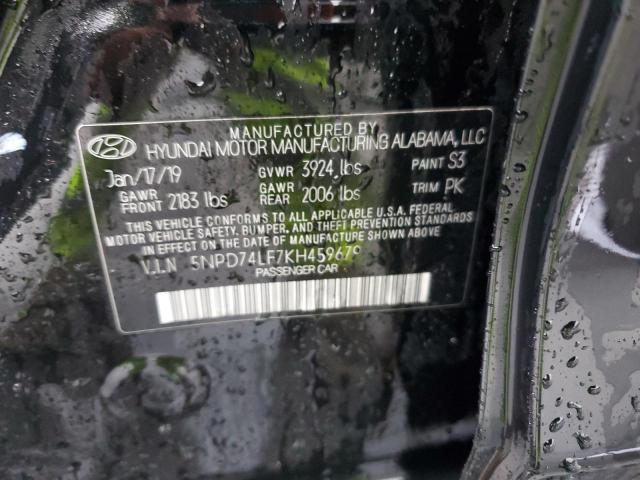 MANUFACTURED BY
HYUNDAI MOTOR MANUFACTURING ALABAMA, LLC
Jan/17/19 GVWR 3924 lbs PAINT S3
GAWR FRONT 2183 lbs GAWR REAR 2006 lbs TRIM PK
THIS VEHICLE CONFORMS TO ALL APPLICABLE U.S.A. FEDERAL
MOTOR VEHICLE SAFETY, BUMPER, AND THEFT PREVENTION STANDARDS
IN EFFECT ON THE DATE OF MANUFACTURE SHOWN ABOVE.
V.I.N 5NPD74LF7KH459679
PASSENGER CAR